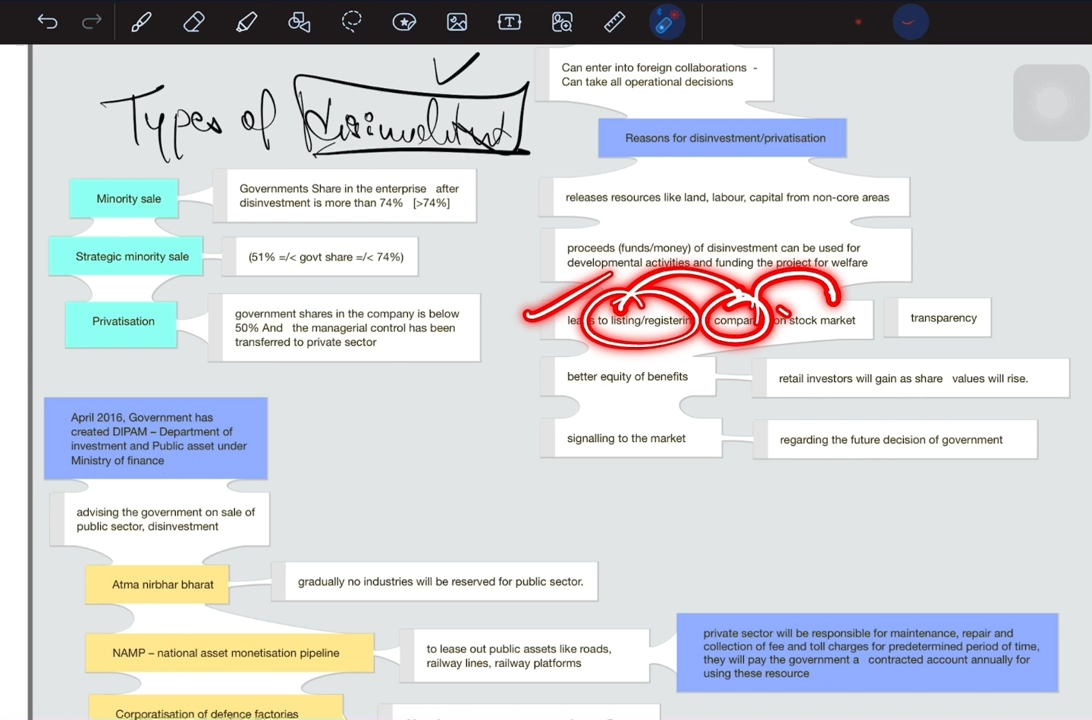 Can enter into foreign collaborations -
Can take all operational decisions
Types of
Reasons for disinvestment/privatisation
Minority sale
Governments Share in the enterprise after
disinvestment is more than 74% [>74%]
Strategic minority sale
(51% =/< govt share =/< 74%)
Privatisation
government shares in the company is below
50% And the managerial control has been
transferred to private sector
releases resources like land, labour, capital from non-core areas
proceeds (funds/money) of disinvestment can be used for
developmental activities and funding the project for welfare
to listing/registering on stock market
transparency
better equity of benefits
retail investors will gain as share values will rise.
signalling to the market
regarding the future decision of government
April 2016, Government has
created DIPAM – Department of
investment and Public asset under
Ministry of finance
advising the government on sale of
public sector, disinvestment
Atma nirbhar bharat
gradually no industries will be reserved for public sector.
NAMP – national asset monetisation pipeline
to lease out public assets like roads,
railway lines, railway platforms
private sector will be responsible for maintenance, repair and
collection of fee and toll charges for predetermined period of time,
they will pay the government a contracted account annually for
using these resource
Corporatisation of defence factories